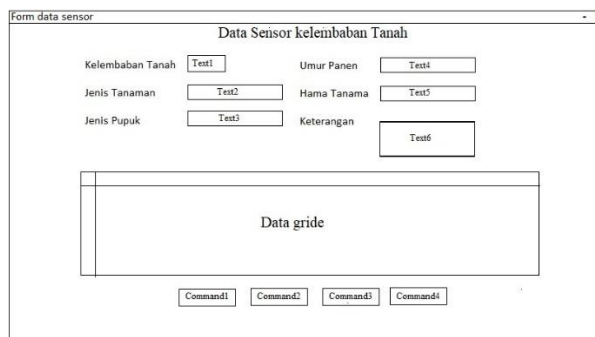 Form data sensor -
Data Sensor kelembaban Tanah
Kelembaban Tanah Text1 Umur Panen Text4
Jenis Tanaman Text2 Hama Tanama Text5
Jenis Pupuk Text3 Keterangan
Text6
Data gride
Command1 Command2 Command3 Command4